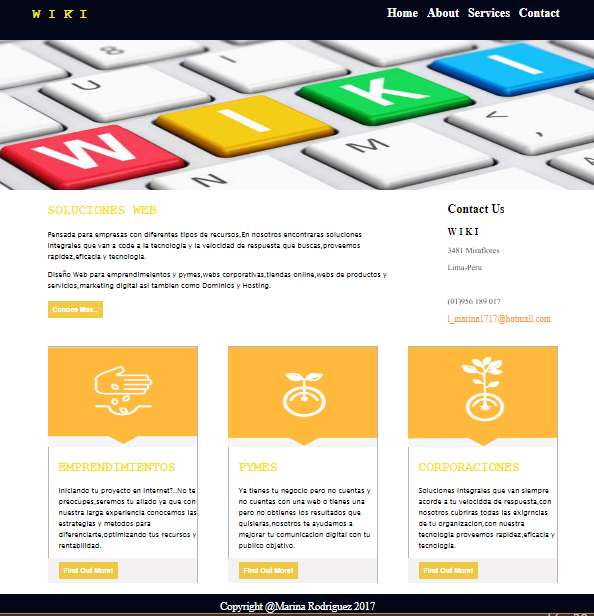 W I K I
Home About Services Contact
W I K I
U
M
N
V ,
A
SOLUCIONES WEB
Pensada para empresas con diferentes tipos de recursos,En nosotros encontraras soluciones
integrales que van a code a la tecnologia y la velocidad de respuesta que buscas,proveemos
rapidez,eficacia y tecnologia.
Diseño Web para emprendimeientos y pymes,webs corporativas,tiendas online,webs de productos y
servicios,marketing digital asi tambien como Dominios y Hosting.
Conoce Mas..
Contact Us
W I K I
3481 Miraflores
Lima-Peru
(01)956 189 017
l_marina1717@hotmail.com
EMPRENDIMIENTOS
Iniciando tu proyecto en internet?..No te
preocupes,seremos tu aliado ya que con
nuestra larga experiencia conocemos las
estrategias y metodos para
diferenciarte,optimizando tus recursos y
rentabilidad.
Find Out More!
PYMES
Ya tienes tu negocio pero no cuentas y
no cuentas con una web o tienes una
pero no obtienes los resultados que
quisieras,nosotros te ayudamos a
mejorar tu comunicacion digital con tu
publico objetivo.
Find Out More!
CORPORACIONES
Soluciones integrales que van siempre
acorde a tu velocidda de respuesta,con
nosotros cubriras todas las exigrncias
de tu organizacion,con nuestra
tecnologia proveemos rapidez,eficacia y
tecnologia.
Find Out More!
Copyright @Marina Rodriguez 2017